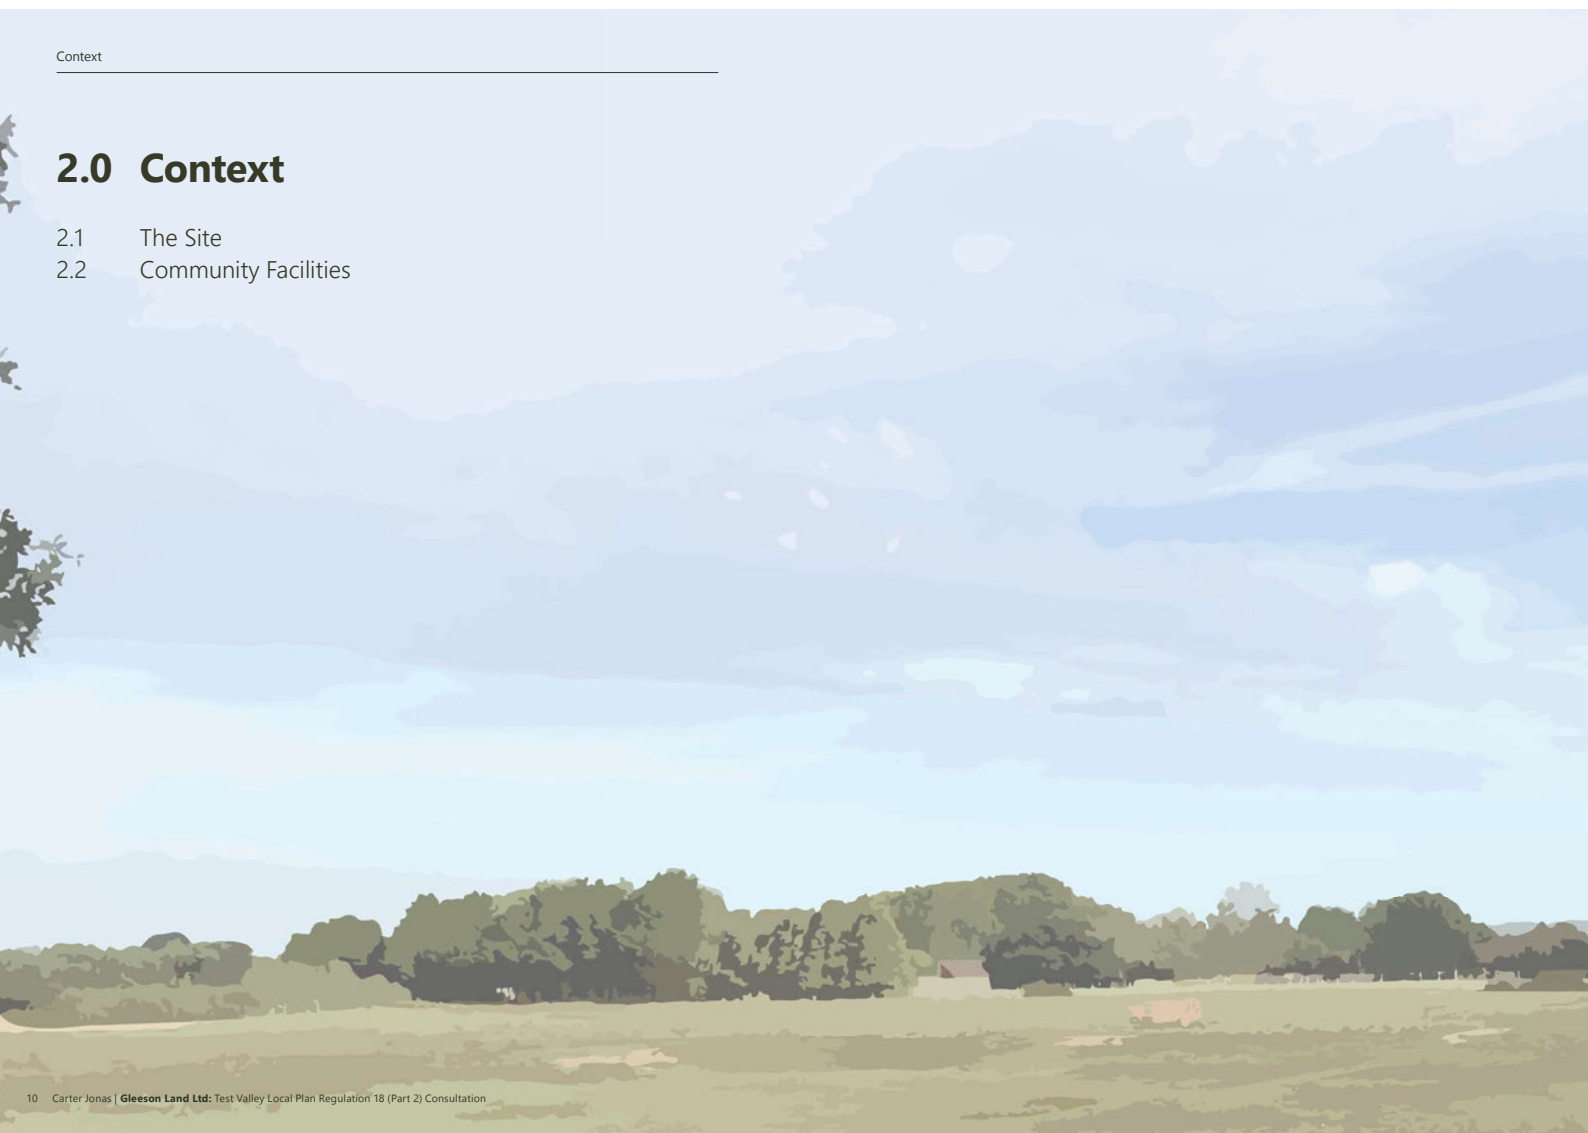 Context
2.0 Context
2.1 The Site
2.2 Community Facilities
10 Carter Jonas | Gleeson Land Ltd: Test Valley Local Plan Regulation 18 (Part 2) Consultation